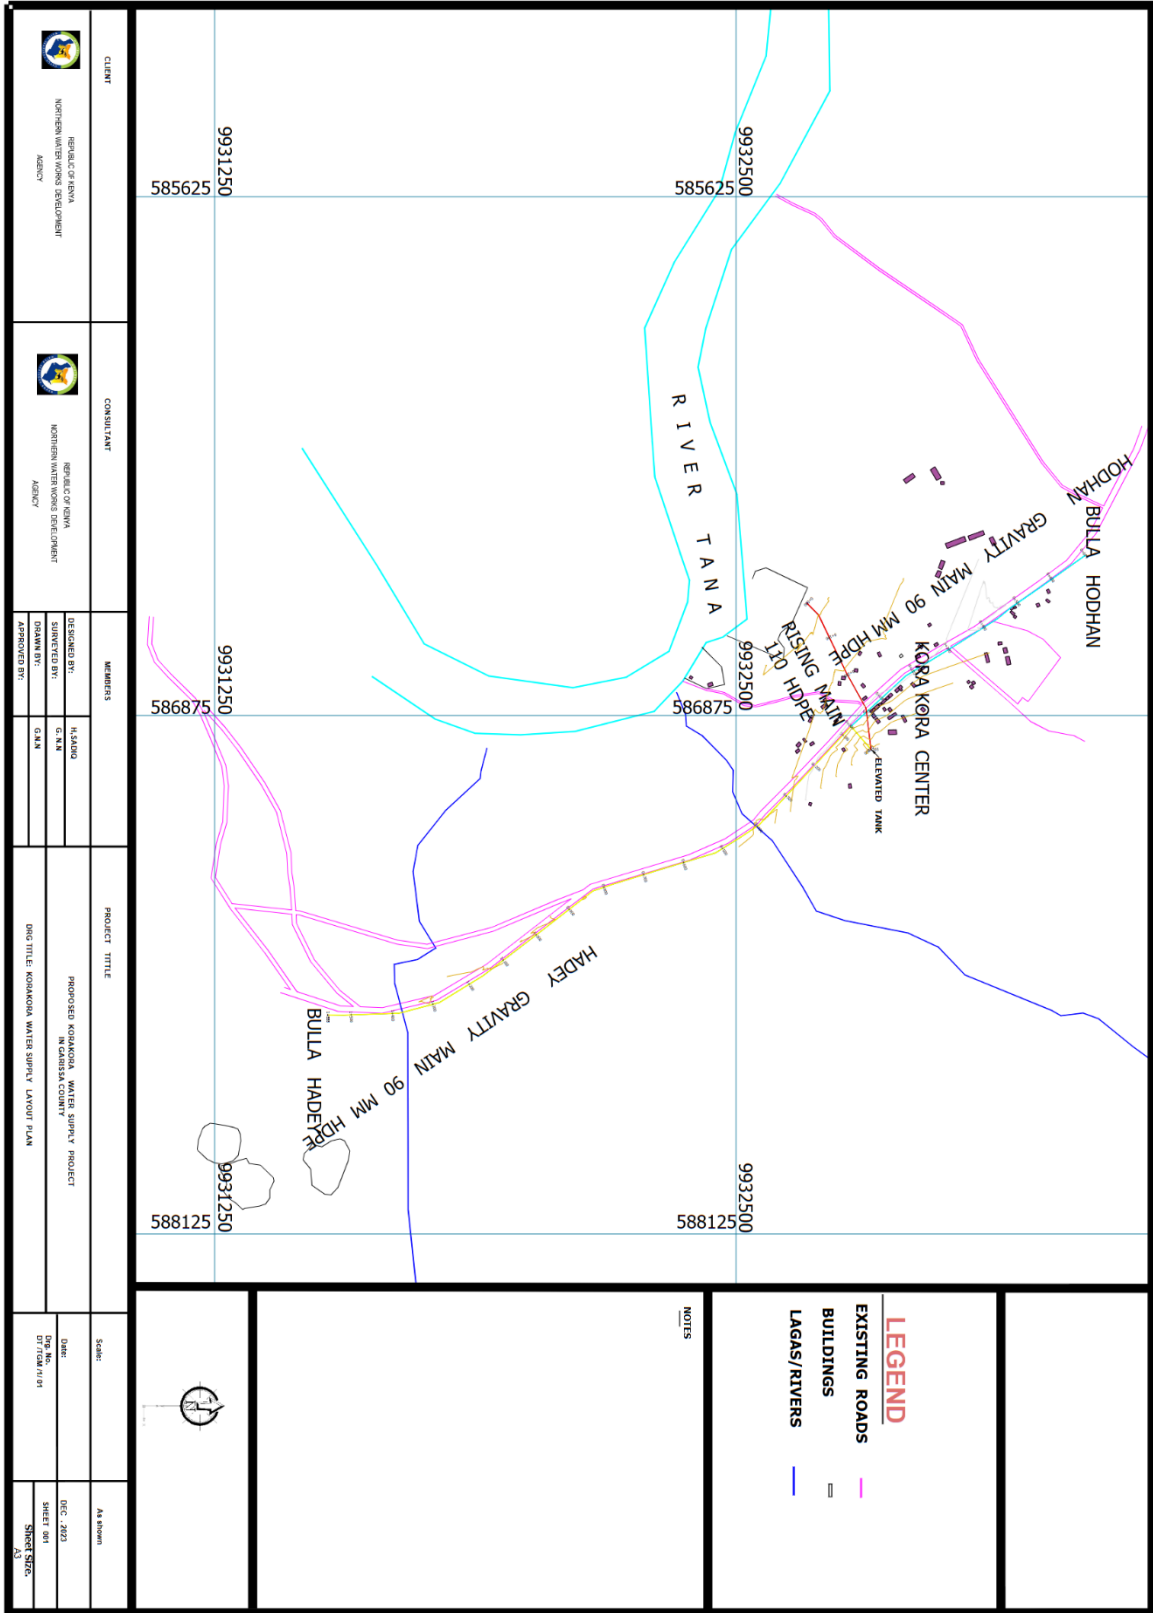 CLIENT
REPUBLIC OF KENYA
NORTHERN WATER WORKS DEVELOPMENT
AGENCY
CONSULTANT
REPUBLIC OF KENYA
NORTHERN WATER WORKS DEVELOPMENT
AGENCY
MEMBERS
DESIGNED BY:
H.SADIQ
SURVEYED BY:
G.N.N
DRAWN BY:
G.N.N
APPROVED BY:
PROJECT TITTLE
PROPOSED KORAKORA WATER SUPPLY PROJECT
IN GARISSA COUNTY
DRG TITLE: KORAKORA WATER SUPPLY LAYOUT PLAN
Scale:
As shown
Date:
DEC , 2023
Drg. No.
DT /TGM /1/ 01
SHEET 001
Sheet Size.
A3
9931250
585625
9932500
585625
9931250
586875
9932500
586875
9931250
588125
9932500
588125
RIVER TANA
HODHAN GRAVITY MAIN 90 MM HDPE
BULLA HODHAN
KORA KORA CENTER
RISING MAIN
110 HDPE
ELEVATED TANK
HADEY GRAVITY MAIN 90 MM HDPE
BULLA HADEY
NOTES
LEGEND
EXISTING ROADS
BUILDINGS
LAGAS/RIVERS